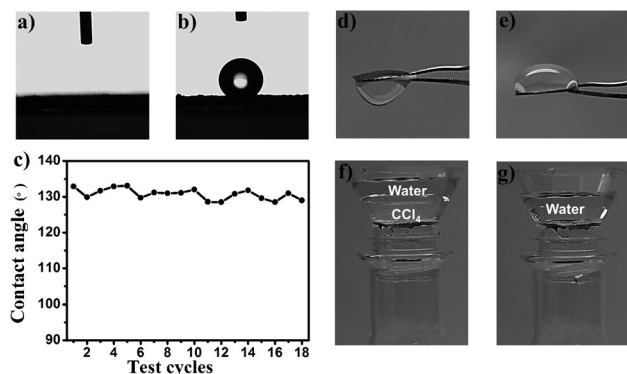 a)
b)
d)
e)
c)
Contact angle (°)
140
130
120
110
100
90
2 4 6 8 10 12 14 16 18
Test cycles
f)
Water
CCl₄
g)
Water